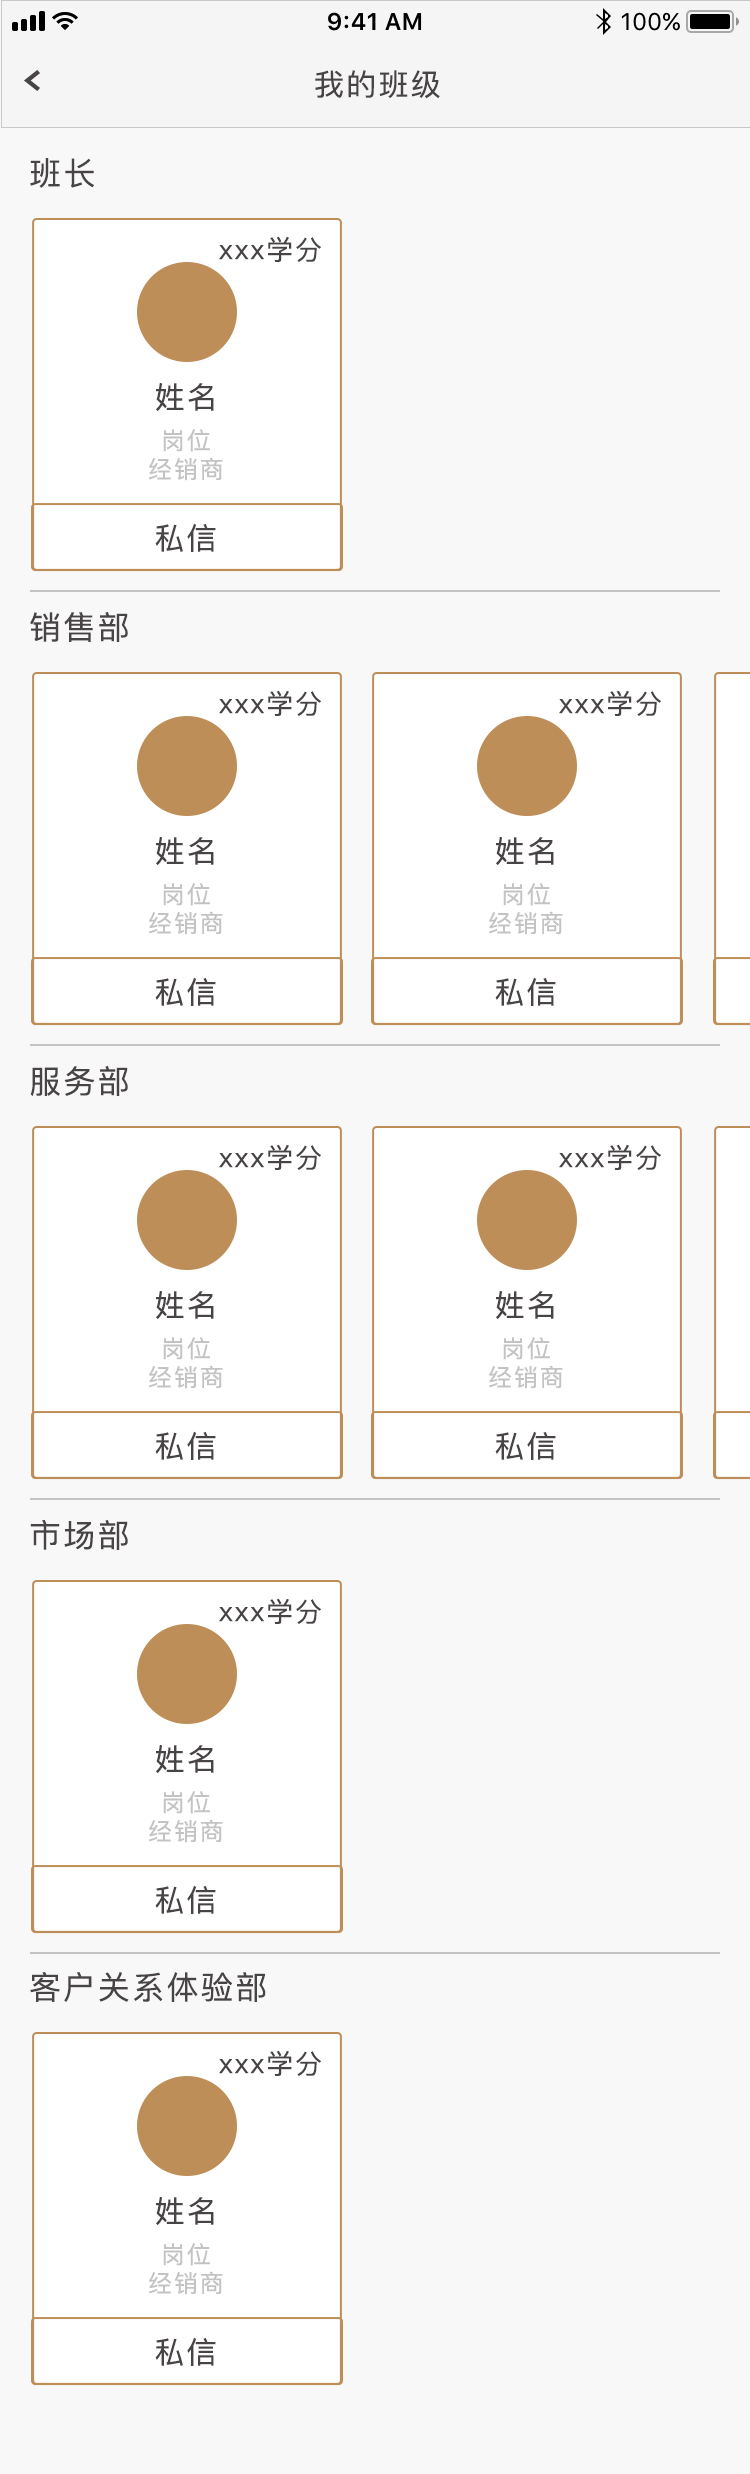 9:41 AM 100%
我的班级
班长
xxx学分
姓名
岗位
经销商
私信
销售部
xxx学分 xxx学分
姓名 姓名
岗位 岗位
经销商 经销商
私信 私信
服务部
xxx学分 xxx学分
姓名 姓名
岗位 岗位
经销商 经销商
私信 私信
市场部
xxx学分
姓名
岗位
经销商
私信
客户关系体验部
xxx学分
姓名
岗位
经销商
私信